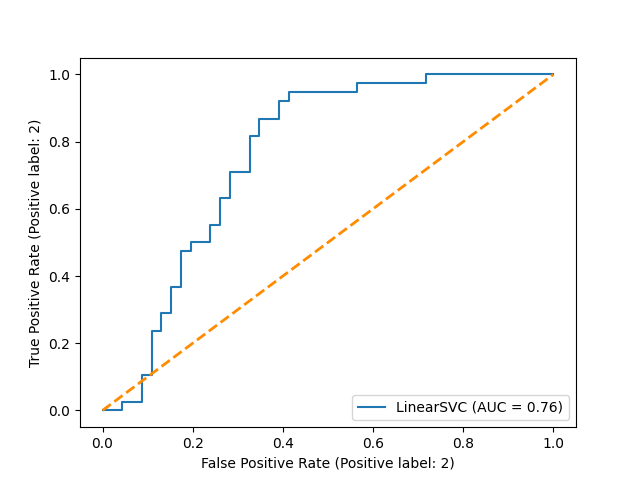 1.0
0.8
0.6
0.4
0.2
0.0
True Positive Rate (Positive label: 2)
LinearSVC (AUC = 0.76)
0.0 0.2 0.4 0.6 0.8 1.0
False Positive Rate (Positive label: 2)